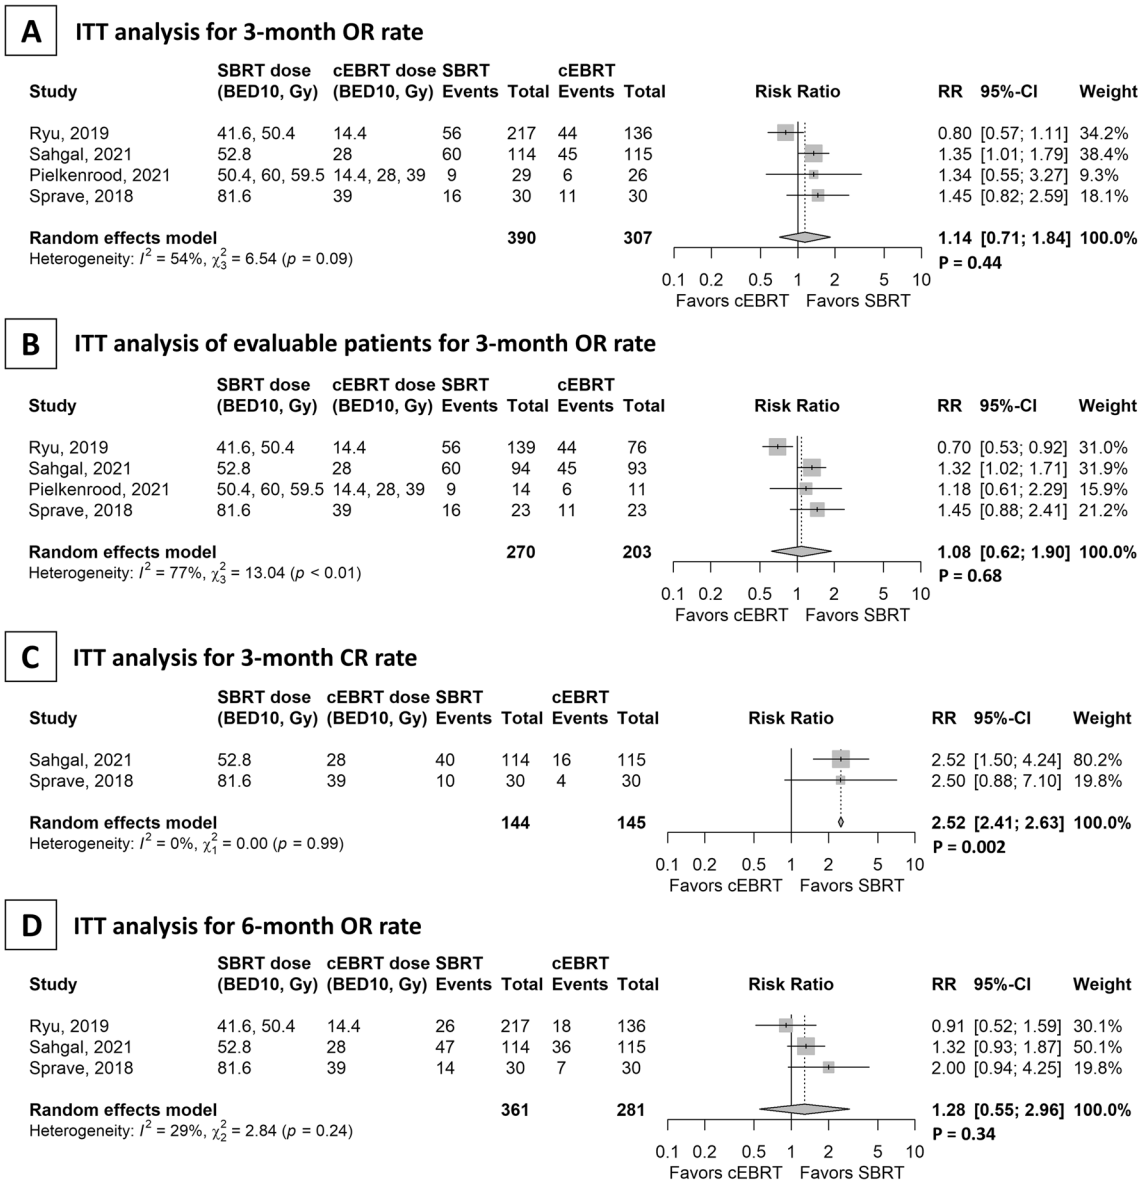 A ITT analysis for 3-month OR rate
SBRT dose cEBRT dose SBRT cEBRT
Study (BED10, Gy) (BED10, Gy) Events Total Events Total Risk Ratio RR 95%-CI Weight
Ryu, 2019 41.6, 50.4 14.4 56 217 44 136 0.80 [0.57; 1.11] 34.2%
Sahgal, 2021 52.8 28 60 114 45 115 1.35 [1.01; 1.79] 38.4%
Pielkenrood, 2021 50.4, 60, 59.5 14.4, 28, 39 9 29 6 26 1.34 [0.55; 3.27] 9.3%
Sprave, 2018 81.6 39 16 30 11 30 1.45 [0.82; 2.59] 18.1%
Random effects model 390 307 1.14 [0.71; 1.84] 100.0%
Heterogeneity: I² = 54%, χ²₃ = 6.54 (p = 0.09) P = 0.44
0.1 0.2 0.5 1 2 5 10
Favors cEBRT Favors SBRT
B ITT analysis of evaluable patients for 3-month OR rate
SBRT dose cEBRT dose SBRT cEBRT
Study (BED10, Gy) (BED10, Gy) Events Total Events Total Risk Ratio RR 95%-CI Weight
Ryu, 2019 41.6, 50.4 14.4 56 139 44 76 0.70 [0.53; 0.92] 31.0%
Sahgal, 2021 52.8 28 60 94 45 93 1.32 [1.02; 1.71] 31.9%
Pielkenrood, 2021 50.4, 60, 59.5 14.4, 28, 39 9 14 6 11 1.18 [0.61; 2.29] 15.9%
Sprave, 2018 81.6 39 16 23 11 23 1.45 [0.88; 2.41] 21.2%
Random effects model 270 203 1.08 [0.62; 1.90] 100.0%
Heterogeneity: I² = 77%, χ²₃ = 13.04 (p < 0.01) P = 0.68
0.1 0.2 0.5 1 2 5 10
Favors cEBRT Favors SBRT
C ITT analysis for 3-month CR rate
SBRT dose cEBRT dose SBRT cEBRT
Study (BED10, Gy) (BED10, Gy) Events Total Events Total Risk Ratio RR 95%-CI Weight
Sahgal, 2021 52.8 28 40 114 16 115 2.52 [1.50; 4.24] 80.2%
Sprave, 2018 81.6 39 10 30 4 30 2.50 [0.88; 7.10] 19.8%
Random effects model 144 145 2.52 [2.41; 2.63] 100.0%
Heterogeneity: I² = 0%, χ²₁ = 0.00 (p = 0.99) P = 0.002
0.1 0.2 0.5 1 2 5 10
Favors cEBRT Favors SBRT
D ITT analysis for 6-month OR rate
SBRT dose cEBRT dose SBRT cEBRT
Study (BED10, Gy) (BED10, Gy) Events Total Events Total Risk Ratio RR 95%-CI Weight
Ryu, 2019 41.6, 50.4 14.4 26 217 18 136 0.91 [0.52; 1.59] 30.1%
Sahgal, 2021 52.8 28 47 114 36 115 1.32 [0.93; 1.87] 50.1%
Sprave, 2018 81.6 39 14 30 7 30 2.00 [0.94; 4.25] 19.8%
Random effects model 361 281 1.28 [0.55; 2.96] 100.0%
Heterogeneity: I² = 29%, χ²₂ = 2.84 (p = 0.24) P = 0.34
0.1 0.2 0.5 1 2 5 10
Favors cEBRT Favors SBRT